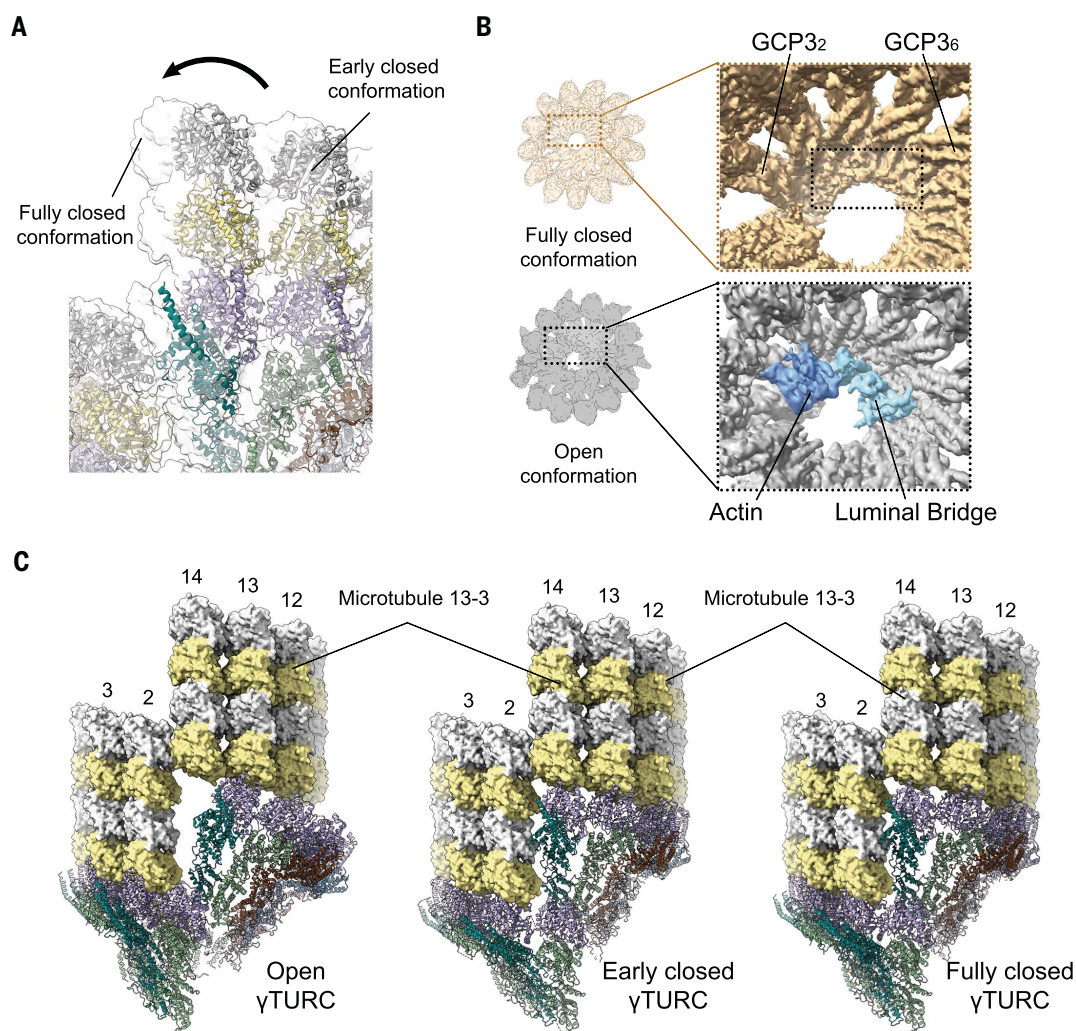 A
Early closed
conformation
Fully closed
conformation
B
GCP3₂
GCP3₆
Fully closed
conformation
Open
conformation
Actin
Luminal Bridge
C
14
13
12
3
2
Microtubule 13-3
14
13
12
3
2
Microtubule 13-3
14
13
12
3
2
Open
γTURC
Early closed
γTURC
Fully closed
γTURC